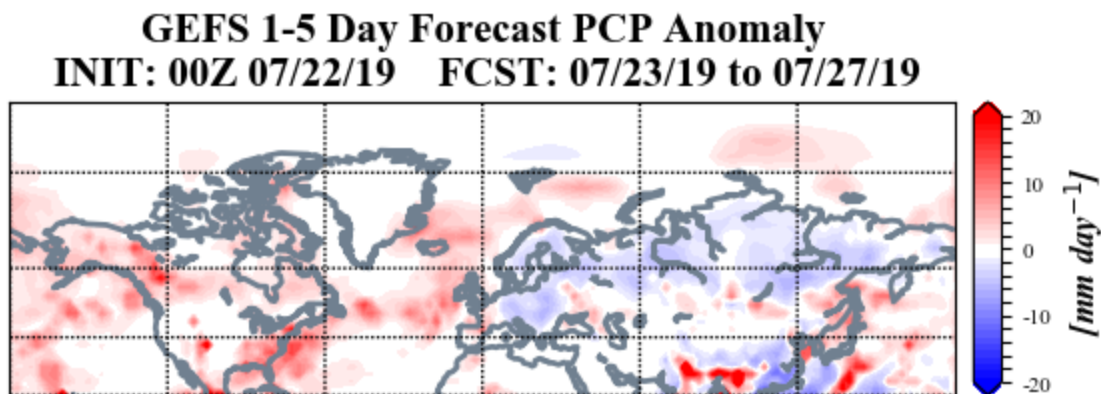 GEFS 1-5 Day Forecast PCP Anomaly
INIT: 00Z 07/22/19 FCST: 07/23/19 to 07/27/19
20
10
0
-10
-20
[mm day−1]